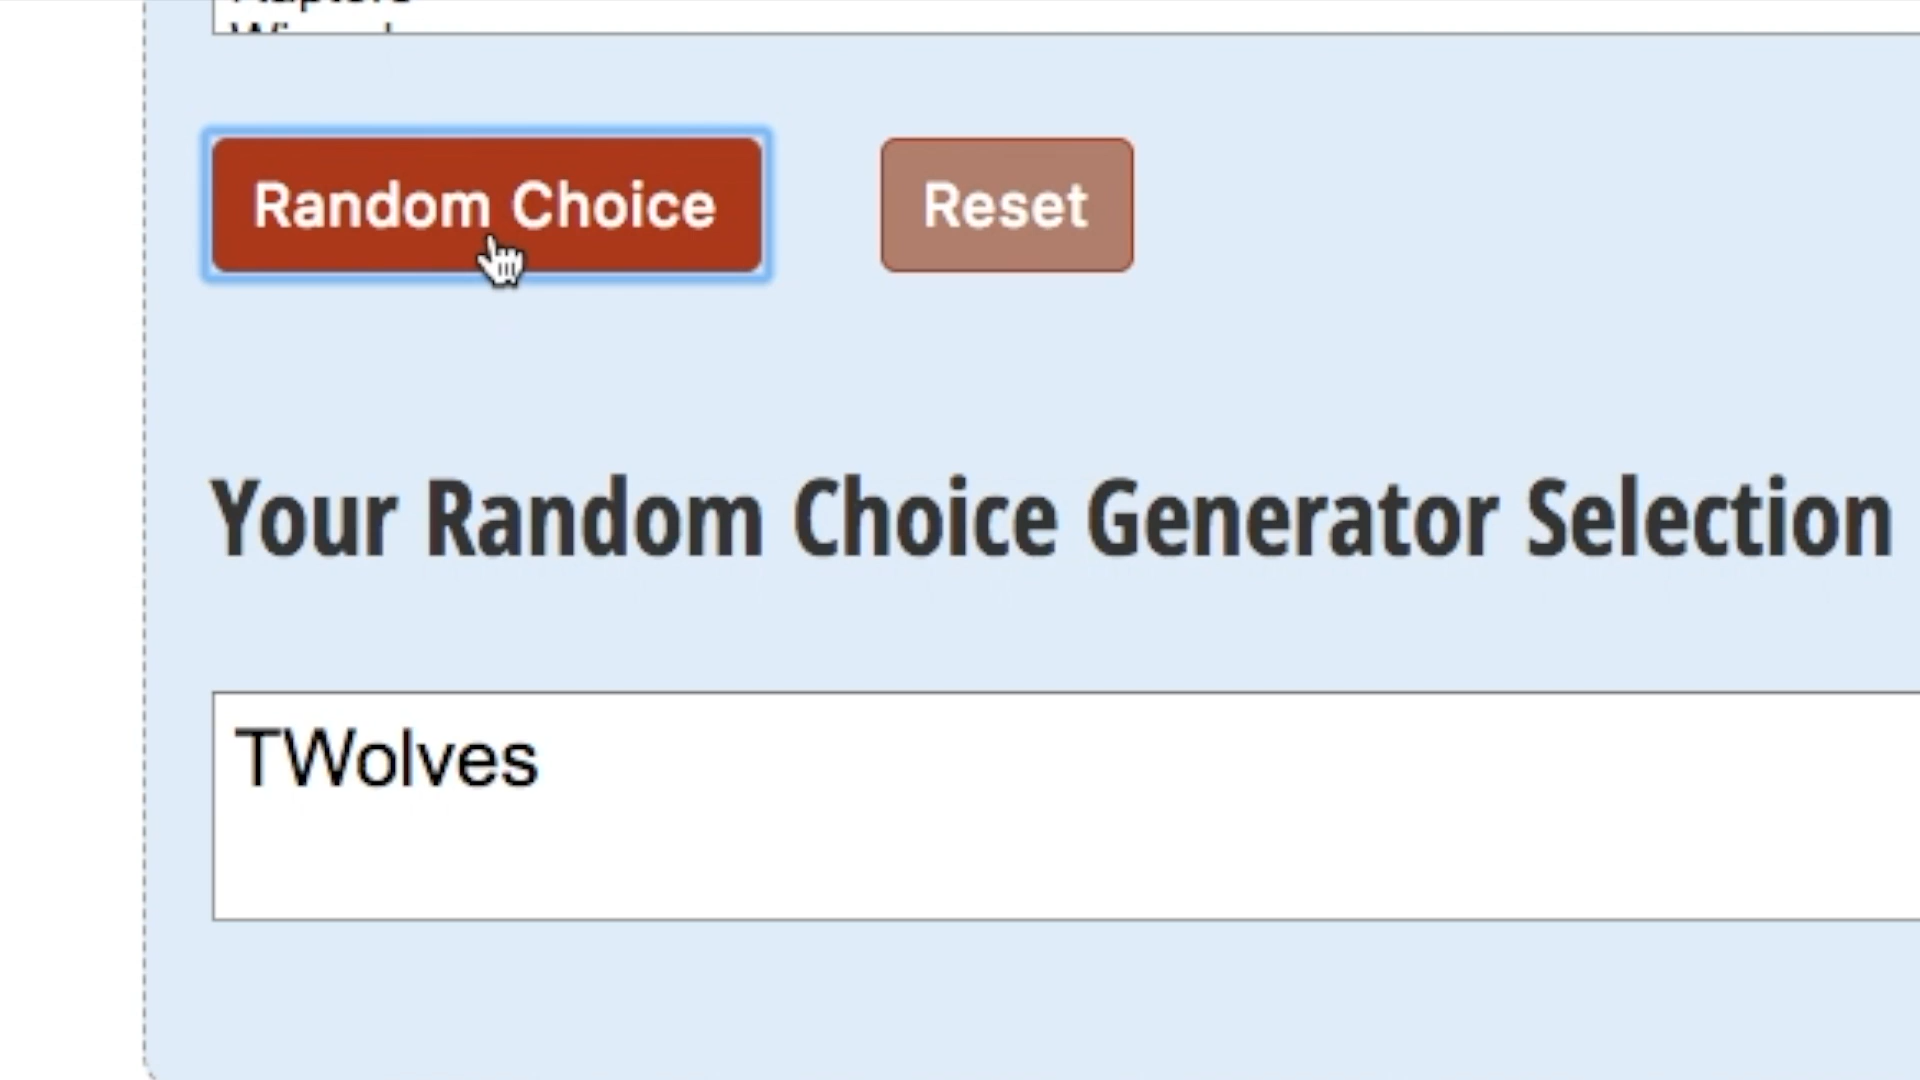 Random Choice
Reset
Your Random Choice Generator Selection
TWolves